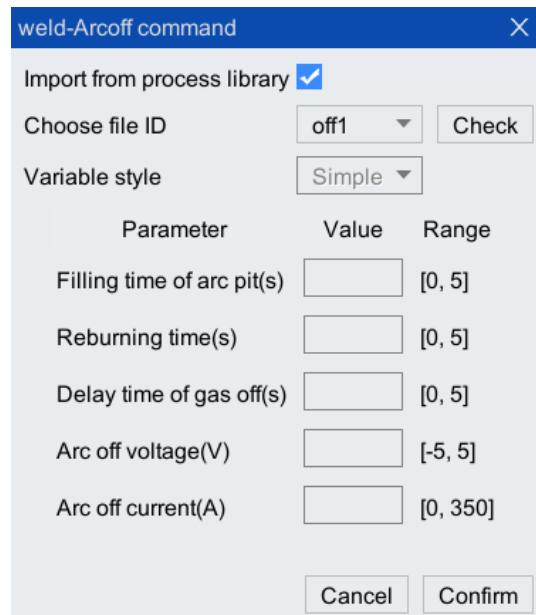 weld-Arcoff command
Import from process library
Choose file ID off1 Check
Variable style Simple
Parameter Value Range
Filling time of arc pit(s) [0, 5]
Reburning time(s) [0, 5]
Delay time of gas off(s) [0, 5]
Arc off voltage(V) [-5, 5]
Arc off current(A) [0, 350]
Cancel Confirm